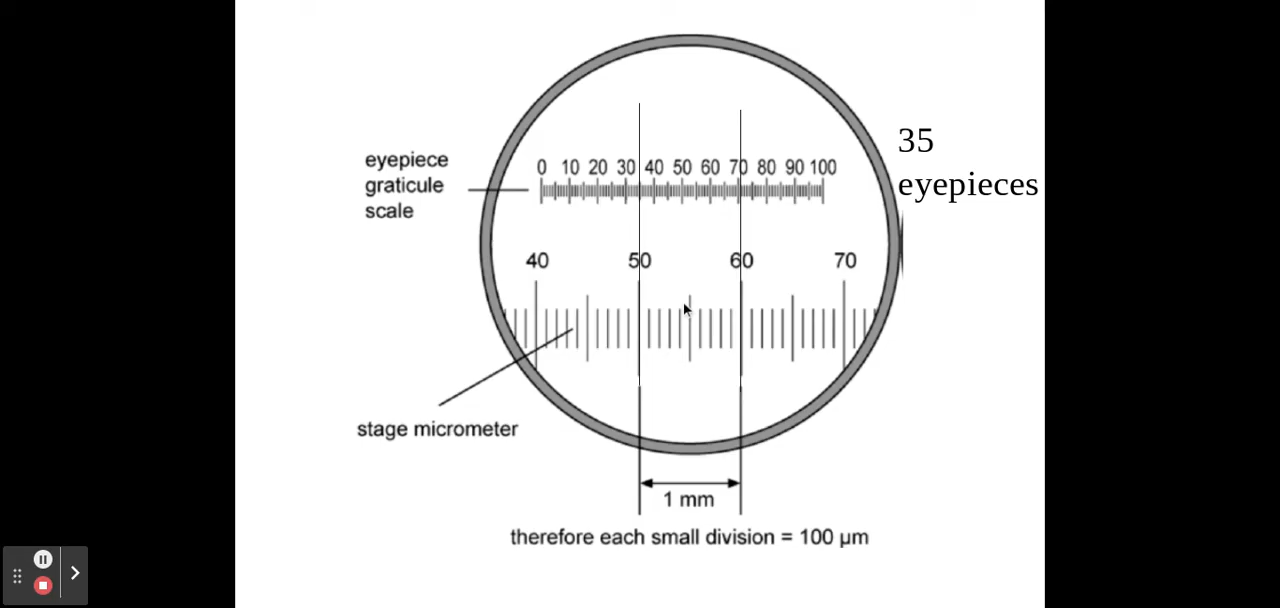 35
eyepieces
eyepiece
graticule
scale
0 10 20 30 40 50 60 70 80 90 100
40 50 60 70
stage micrometer
1 mm
therefore each small division = 100 µm